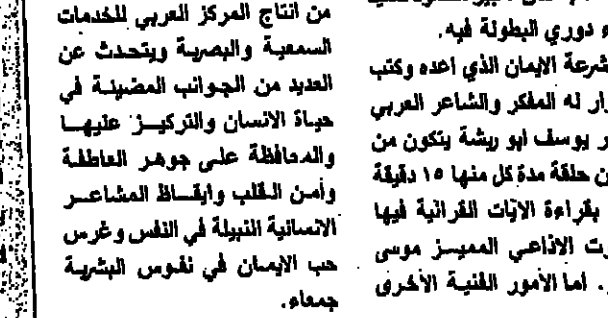 ء دوري البطولة فيه.
شرعة الايمان الذي اعده وكتب
له المفكر والشاعر العربي
يوسف ابو ريشة يتكون من
حلقة مدة كل منها ١٥ دقيقة
بقراءة الآيات القرانية فيها
الاذاعي المميز موسى
. اما الأمور الفنية الأخرى
من انتاج المركز العربي للخدمات
السمعية والبصرية ويتحدث عن
العديد من الجوانب المضيئة في
حياة الانسان والتركيز عليها
والمحافظة على جوهر العاطفة
وأمن القلب وايقاظ المشاعر
الانسانية النبيلة في النفس وغرس
حب الايمان في نفوس البشرية
جمعاء.